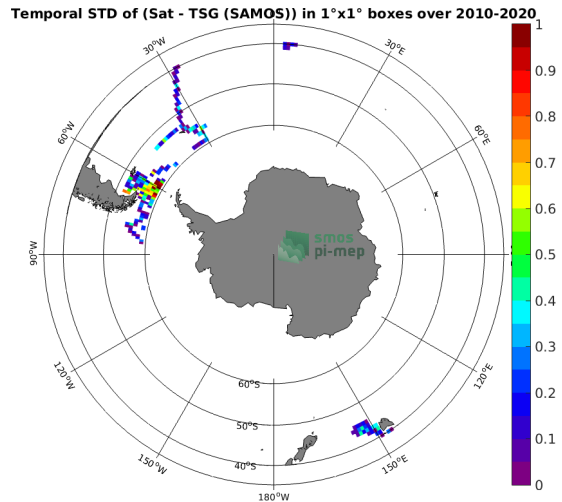 Temporal STD of (Sat - TSG (SAMOS)) in 1°x1° boxes over 2010-2020
30°W
30°E
60°W
60°E
90°W
120°W
120°E
150°W
150°E
180°W
60°S
50°S
40°S
smos
pi-mep
1
0.9
0.8
0.7
0.6
0.5
0.4
0.3
0.2
0.1
0